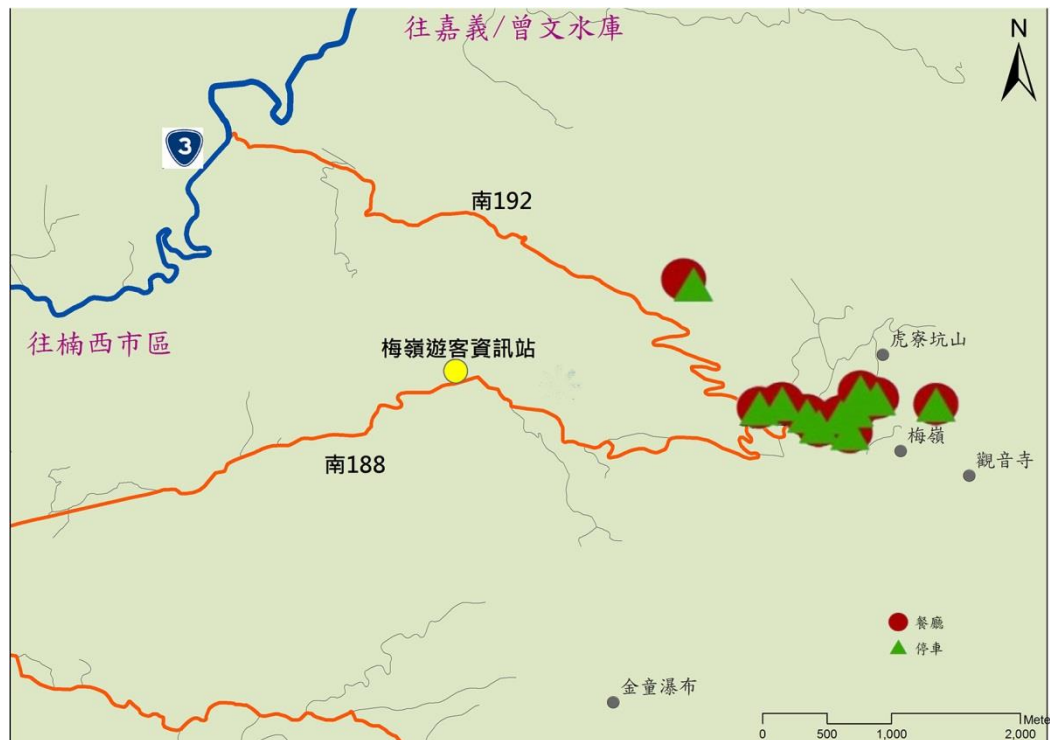 往嘉義/曾文水庫
N
3
南192
往楠西市區
梅嶺遊客資訊站
虎寮坑山
梅嶺
觀音寺
南188
餐廳
停車
金童瀑布
Mete
0 500 1,000 2,000